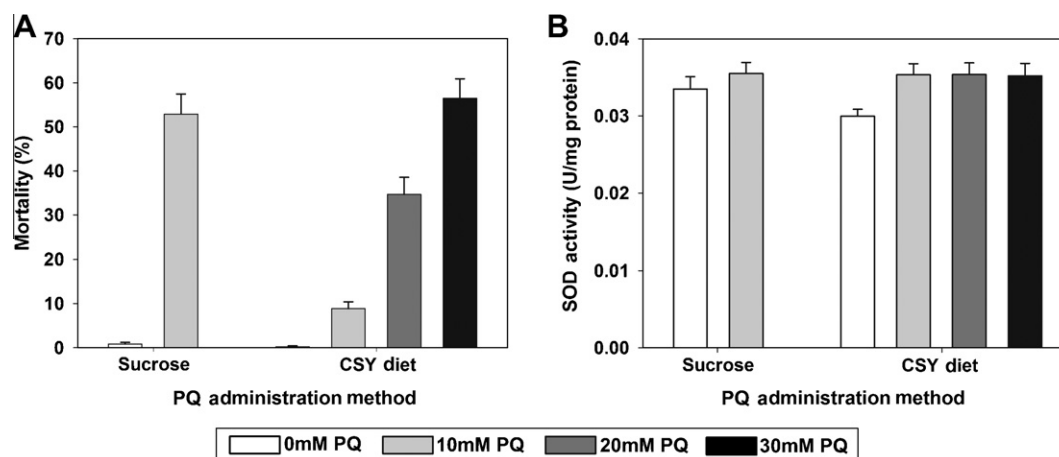 A
Mortality (%)
70
60
50
40
30
20
10
0
Sucrose
CSY diet
PQ administration method
B
SOD activity (U/mg protein)
0.04
0.03
0.02
0.01
0.00
Sucrose
CSY diet
PQ administration method
0mM PQ
10mM PQ
20mM PQ
30mM PQ